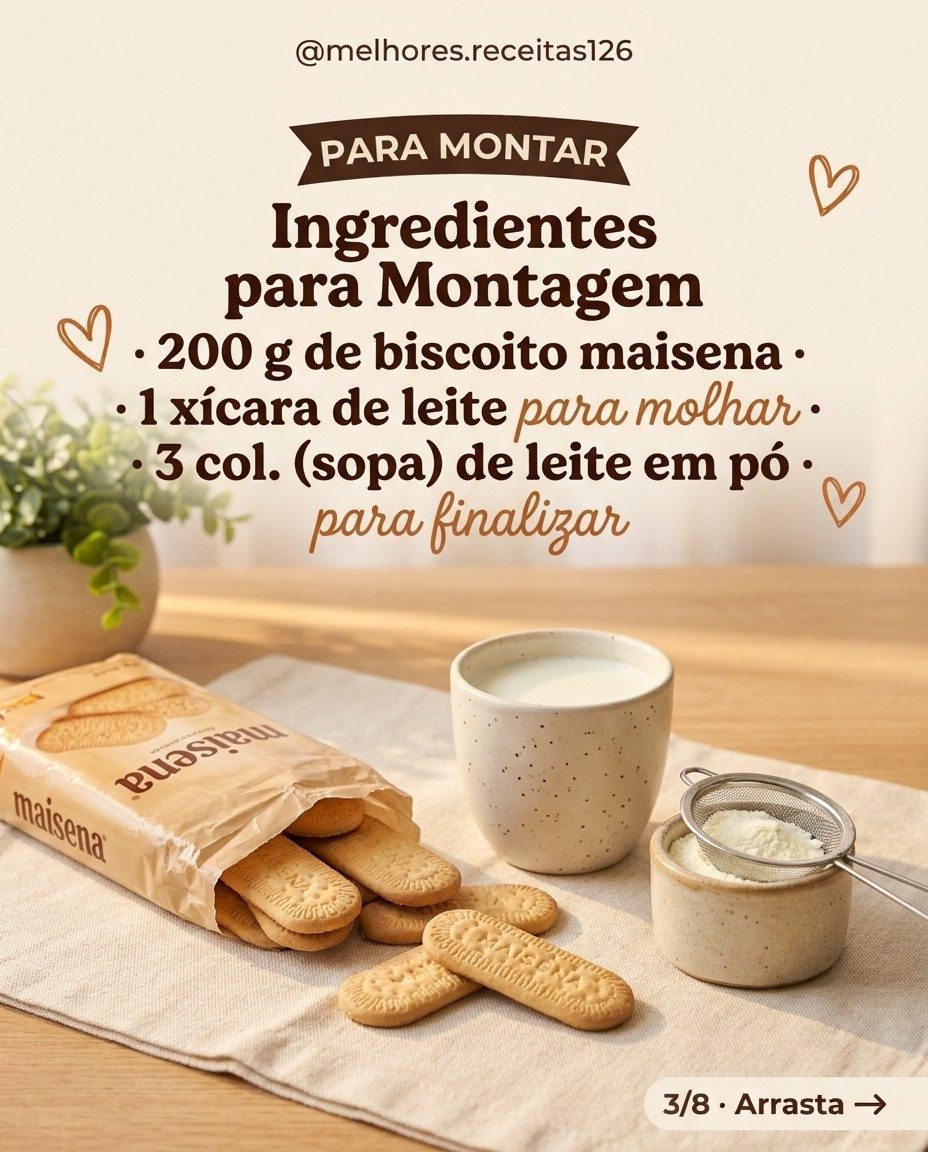 @melhores.receitas126
PARA MONTAR
Ingredientes
para Montagem
· 200 g de biscoito maisena ·
· 1 xícara de leite para molhar ·
· 3 col. (sopa) de leite em pó ·
para finalizar
maisena
maisena
3/8 · Arrasta →